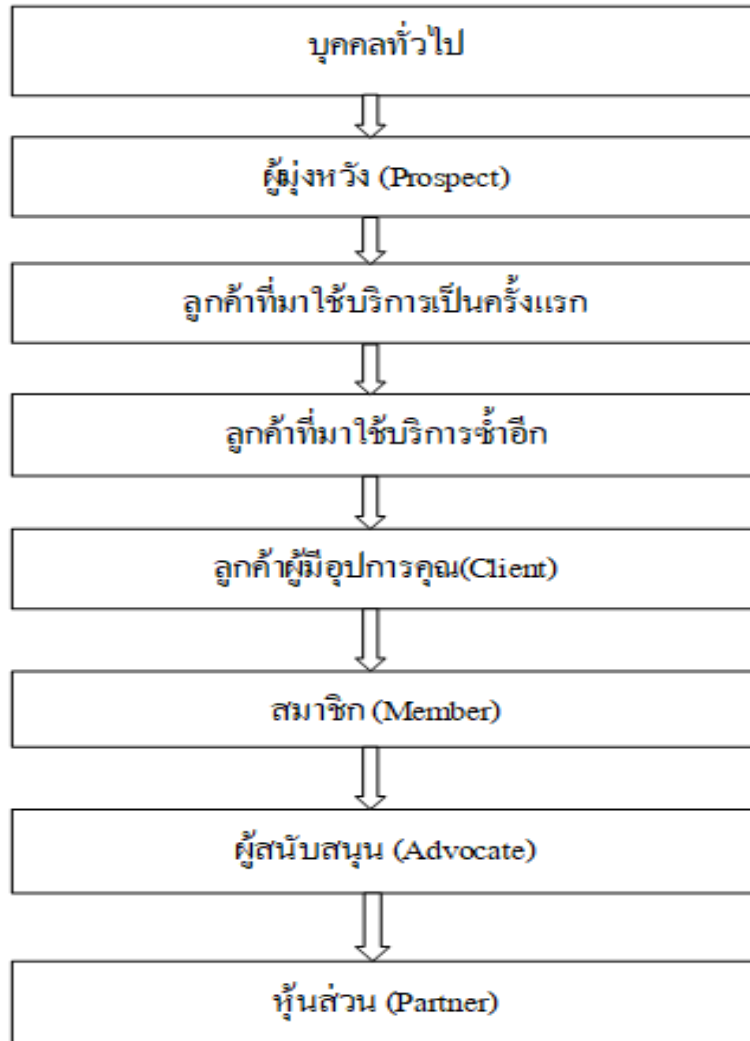 บุคคลทั่วไป
ผู้มุ่งหวัง (Prospect)
ลูกค้าที่มาใช้บริการเป็นครั้งแรก
ลูกค้าที่มาใช้บริการซ้ำอีก
ลูกค้าผู้มีอุปการคุณ(Client)
สมาชิก (Member)
ผู้สนับสนุน (Advocate)
หุ้นส่วน (Partner)